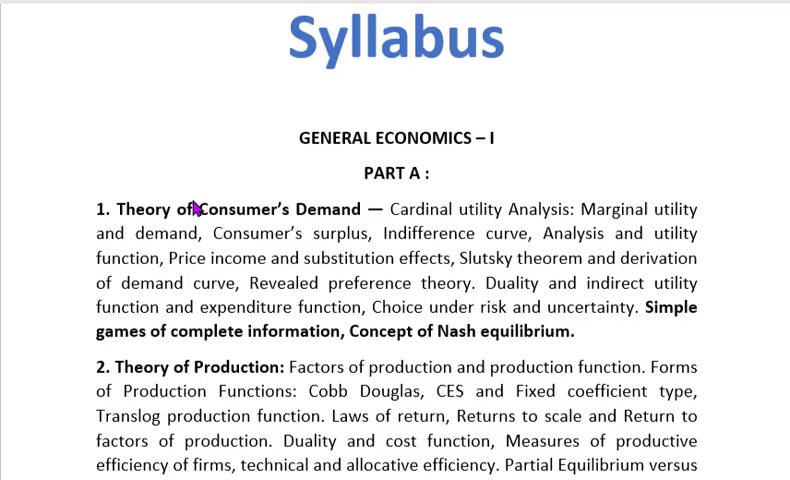 Syllabus
GENERAL ECONOMICS – I
PART A :
1. Theory of Consumer’s Demand — Cardinal utility Analysis: Marginal utility
and demand, Consumer’s surplus, Indifference curve, Analysis and utility
function, Price income and substitution effects, Slutsky theorem and derivation
of demand curve, Revealed preference theory. Duality and indirect utility
function and expenditure function, Choice under risk and uncertainty. Simple
games of complete information, Concept of Nash equilibrium.
2. Theory of Production: Factors of production and production function. Forms
of Production Functions: Cobb Douglas, CES and Fixed coefficient type,
Translog production function. Laws of return, Returns to scale and Return to
factors of production. Duality and cost function, Measures of productive
efficiency of firms, technical and allocative efficiency. Partial Equilibrium versus